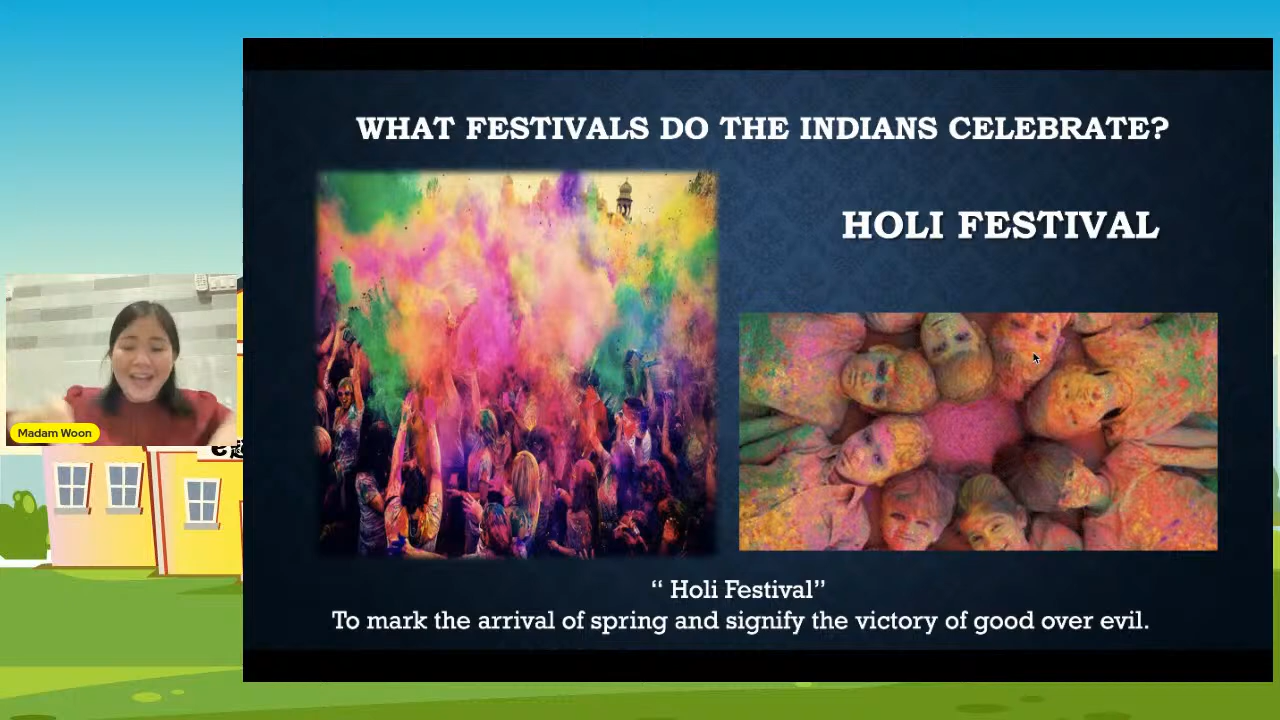 WHAT FESTIVALS DO THE INDIANS CELEBRATE?
HOLI FESTIVAL
Madam Woon
“ Holi Festival”
To mark the arrival of spring and signify the victory of good over evil.